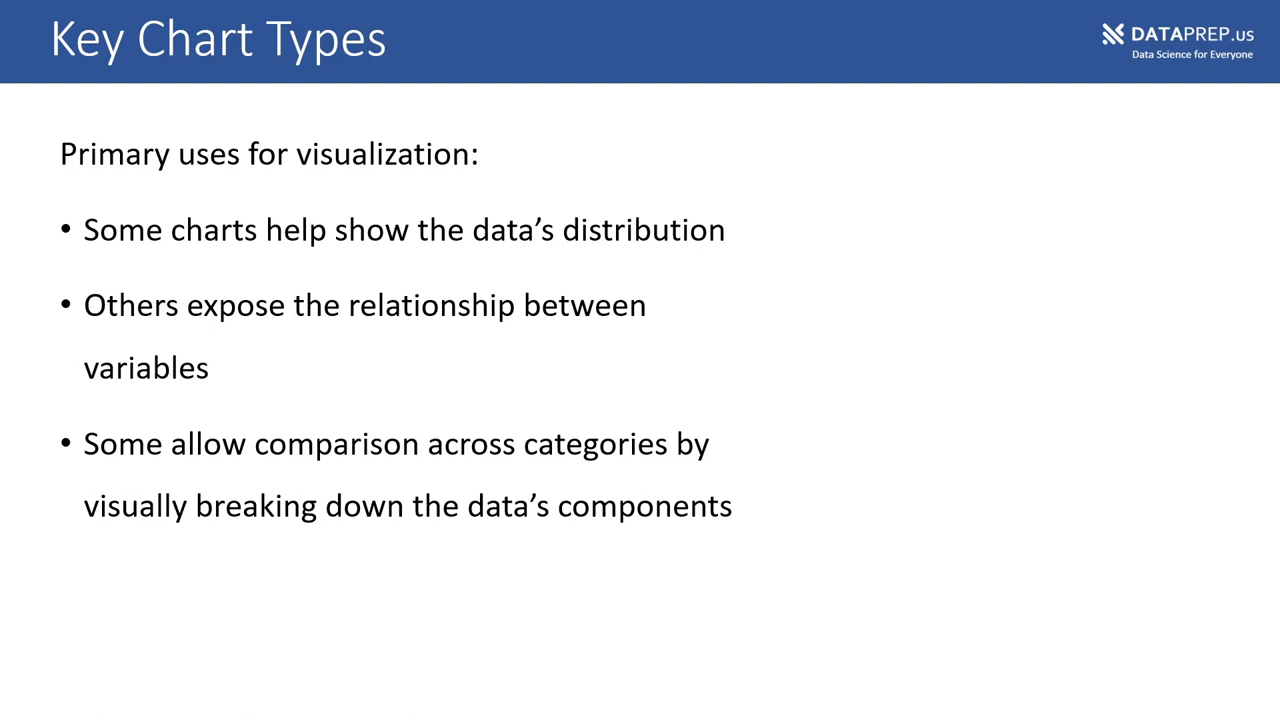 Key Chart Types
DATAPREP.us
Data Science for Everyone
Primary uses for visualization:
• Some charts help show the data’s distribution
• Others expose the relationship between
variables
• Some allow comparison across categories by
visually breaking down the data’s components